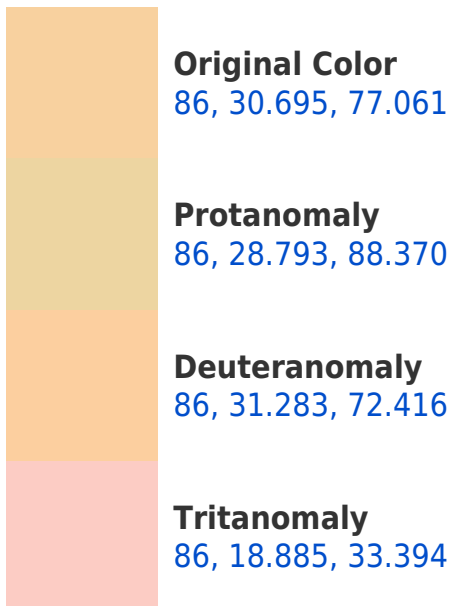 Original Color
86, 30.695, 77.061
Protanomaly
86, 28.793, 88.370
Deuteranomaly
86, 31.283, 72.416
Tritanomaly
86, 18.885, 33.394